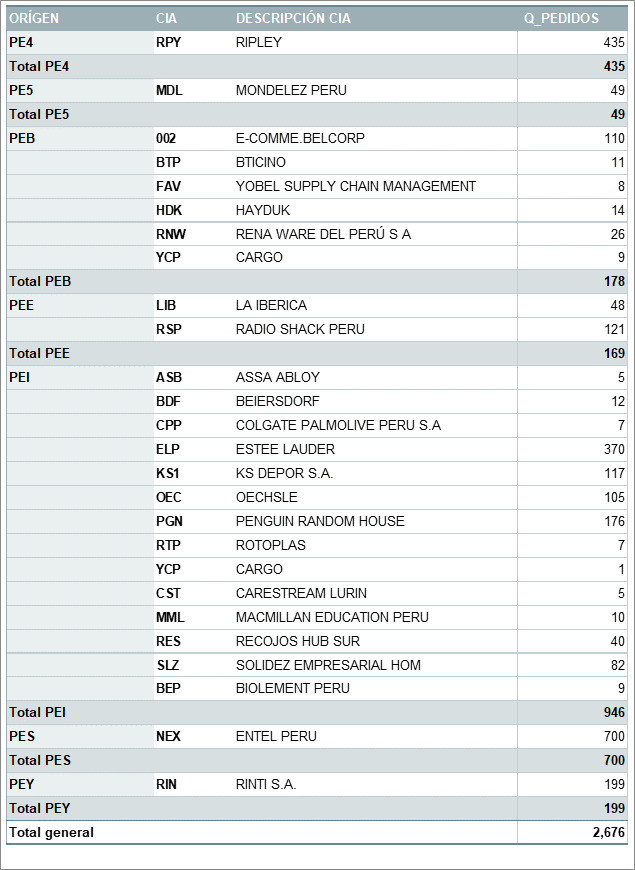 ORÍGEN CIA DESCRIPCIÓN CIA Q_PEDIDOS
PE4 RPY RIPLEY 435
Total PE4 435
PE5 MDL MONDELEZ PERU 49
Total PE5 49
PEB 002 E-COMME.BELCORP 110
BTP BTICINO 11
FAV YOBEL SUPPLY CHAIN MANAGEMENT 8
HDK HAYDUK 14
RNW RENA WARE DEL PERÚ S A 26
YCP CARGO 9
Total PEB 178
PEE LIB LA IBERICA 48
RSP RADIO SHACK PERU 121
Total PEE 169
PEI ASB ASSA ABLOY 5
BDF BEIERSDORF 12
CPP COLGATE PALMOLIVE PERU S.A 7
ELP ESTEE LAUDER 370
KS1 KS DEPOR S.A. 117
OEC OECHSLE 105
PGN PENGUIN RANDOM HOUSE 176
RTP ROTOPLAS 7
YCP CARGO 1
CST CARESTREAM LURIN 5
MML MACMILLAN EDUCATION PERU 10
RES RECOJOS HUB SUR 40
SLZ SOLIDEZ EMPRESARIAL HOM 82
BEP BIOLEMENT PERU 9
Total PEI 946
PES NEX ENTEL PERU 700
Total PES 700
PEY RIN RINTI S.A. 199
Total PEY 199
Total general 2,676